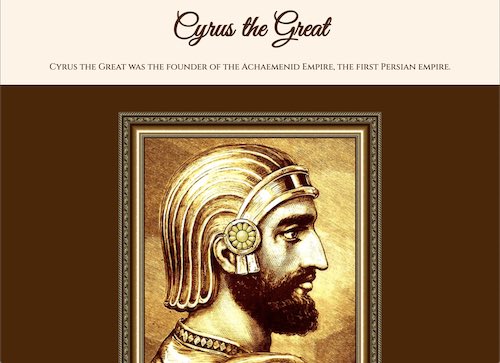 Cyrus the Great
Cyrus the Great was the founder of the Achaemenid Empire, the first Persian empire.